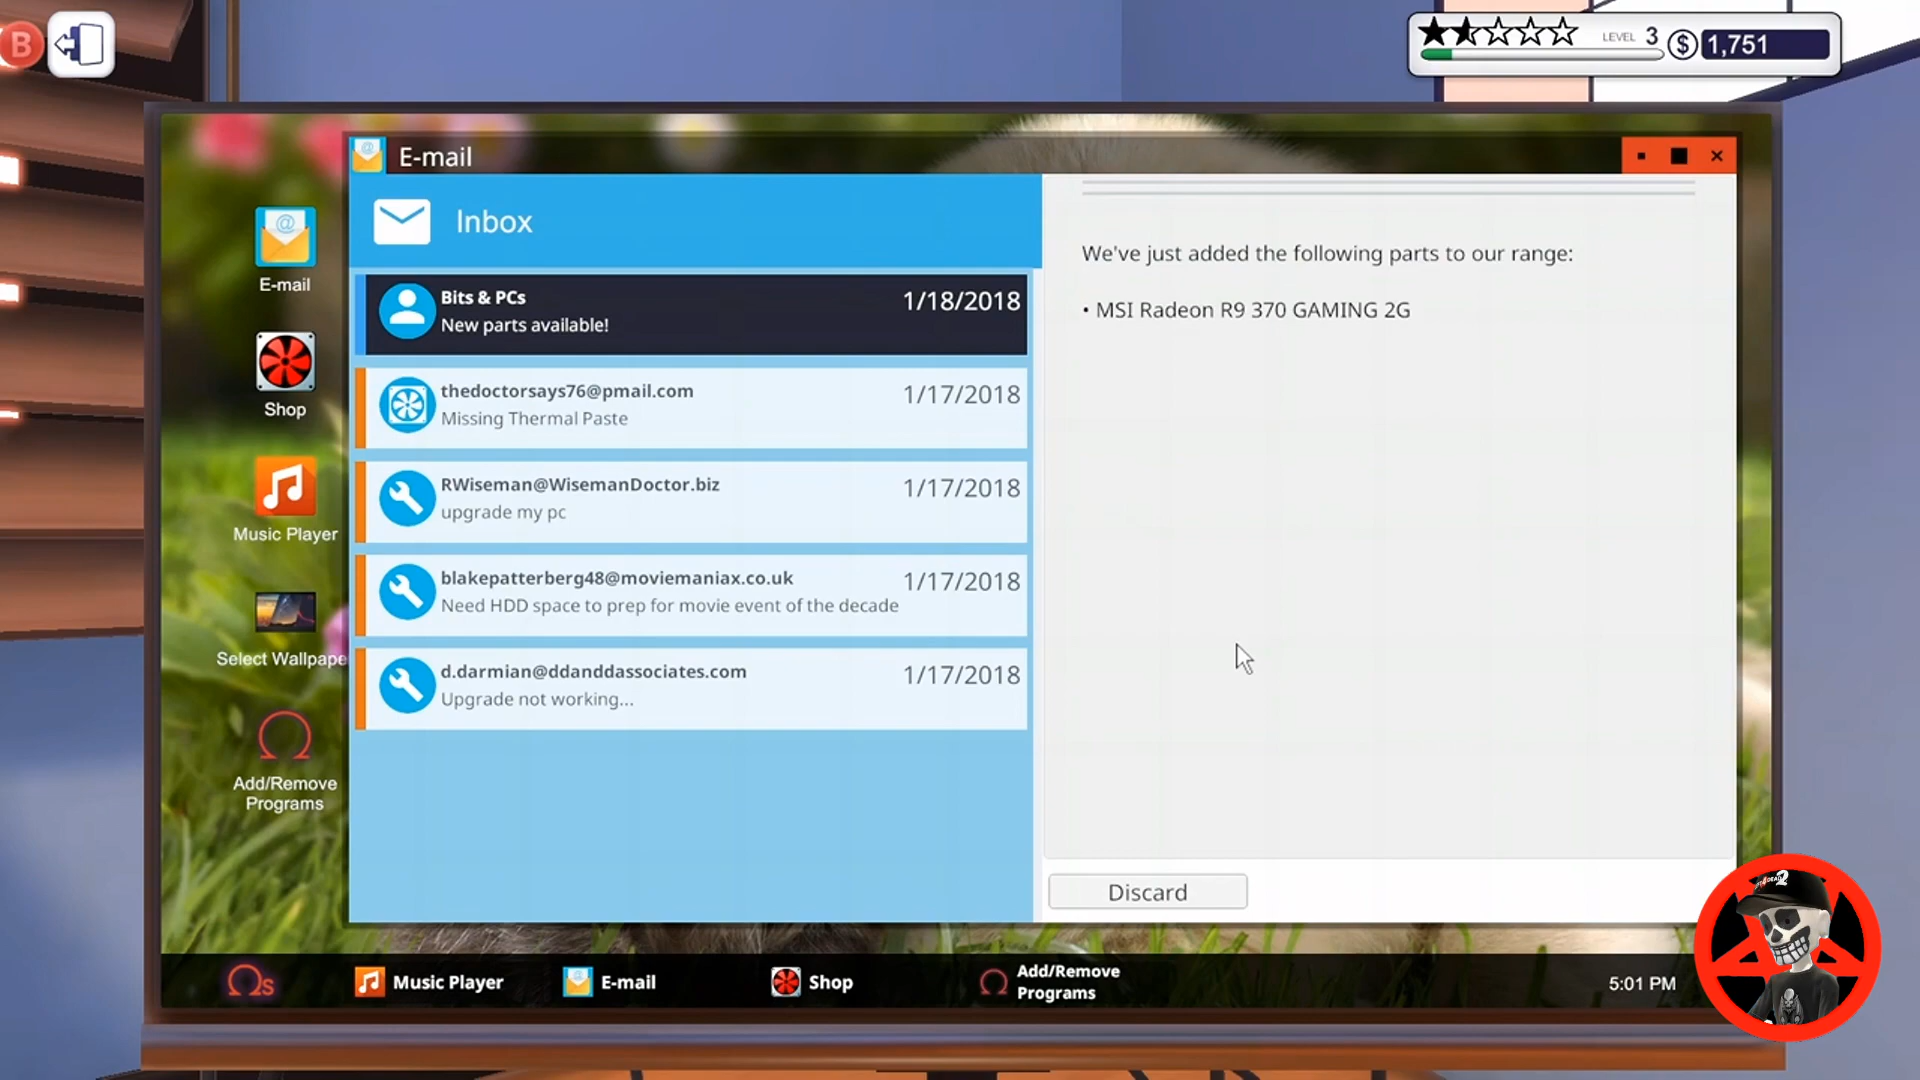 B
LEVEL 3 $ 1,751
E-mail
Inbox
Bits & PCs
1/18/2018
New parts available!
thedoctorsays76@pmail.com
1/17/2018
Missing Thermal Paste
RWiseman@WisemanDoctor.biz
1/17/2018
upgrade my pc
blakepatterberg48@moviemaniax.co.uk
1/17/2018
Need HDD space to prep for movie event of the decade
d.darmian@ddanddassociates.com
1/17/2018
Upgrade not working...
We've just added the following parts to our range:
• MSI Radeon R9 370 GAMING 2G
Discard
E-mail
Shop
Music Player
Select Wallpape
Add/Remove
Programs
Ωs
Music Player
E-mail
Shop
Add/Remove
Programs
5:01 PM